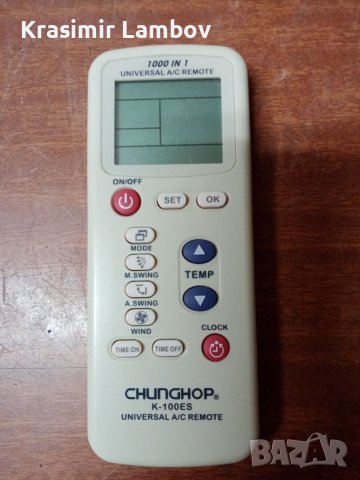 Krasimir Lambov
1000 IN 1
UNIVERSAL A/C REMOTE
ON/OFF
SET
OK
MODE
M.SWING
TEMP
A.SWING
WIND
CLOCK
TIME ON
TIME OFF
CHUNGHOP®
K-100ES
UNIVERSAL A/C REMOTE
BAZAR